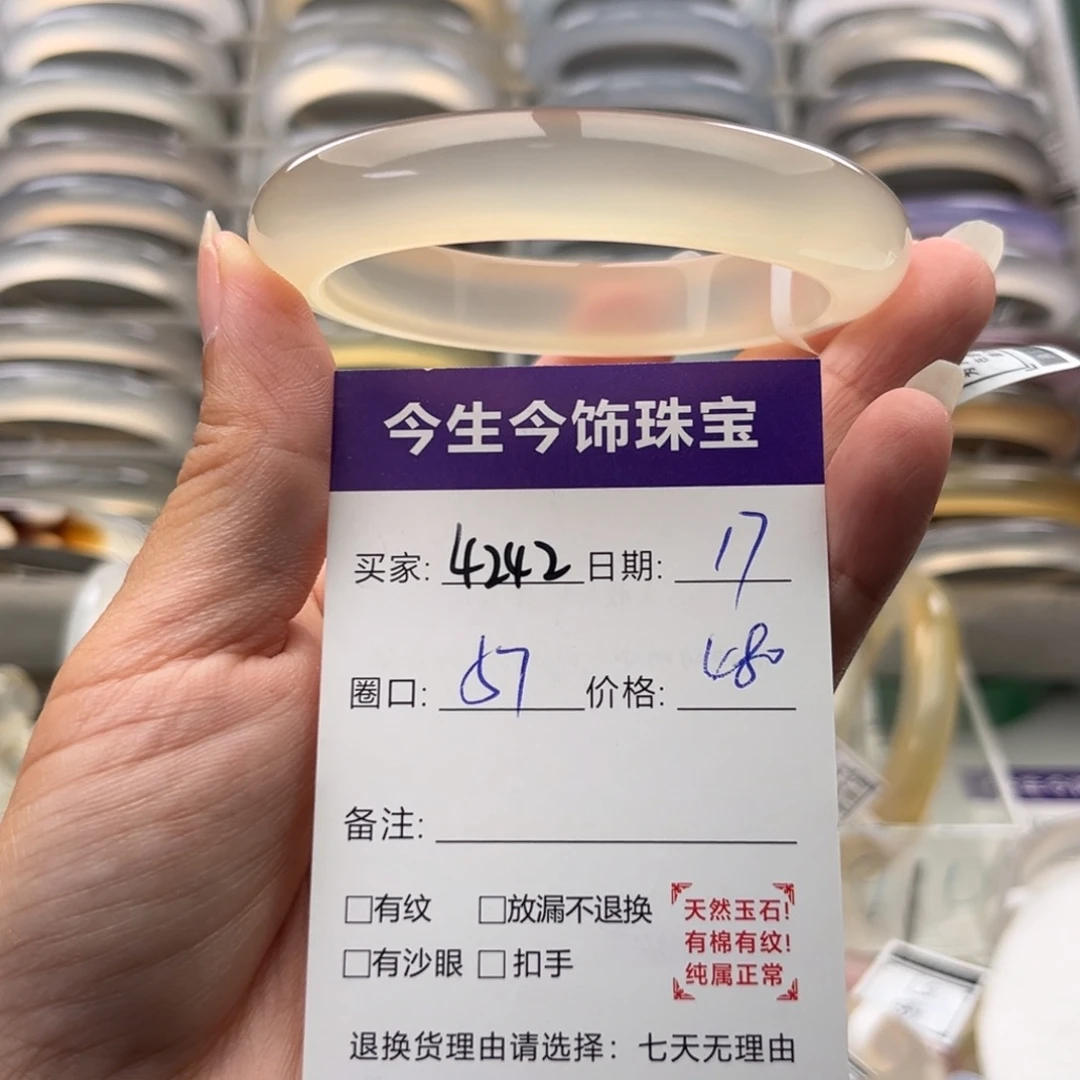 今生今饰珠宝
买家: 4242 日期: 17
圈口: 57 价格: 480
备注:
□有纹 □放漏不退换
□有沙眼 □扣手
天然玉石!
有棉有纹!
纯属正常
退换货理由请选择：七天无理由